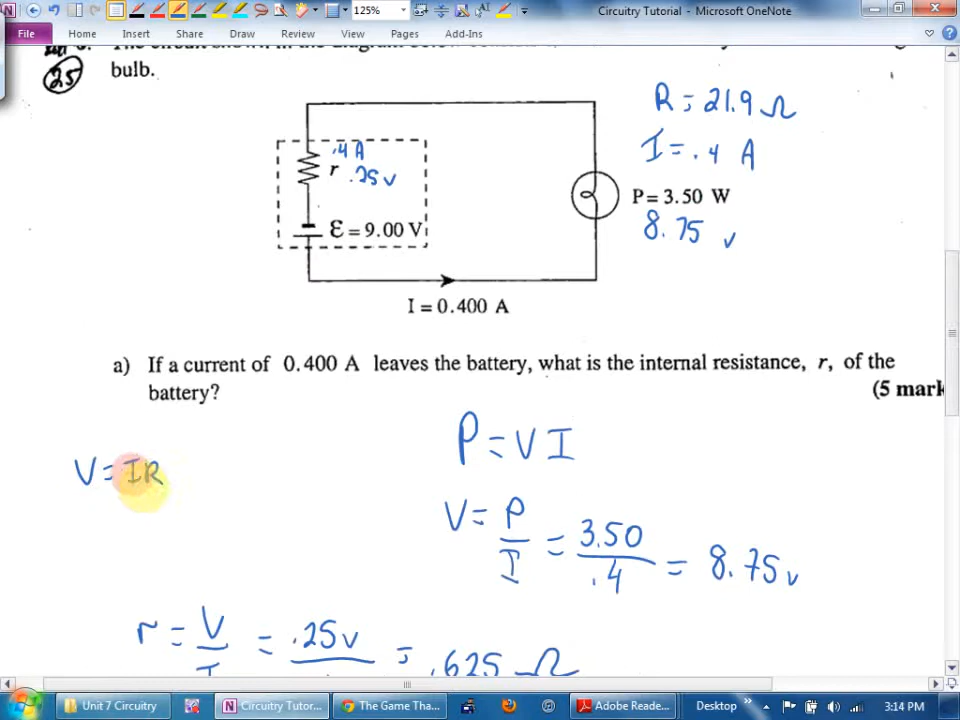 125%
Circuitry Tutorial - Microsoft OneNote
File Home Insert Share Draw Review View Pages Add-Ins
25
bulb.
R = 21.9 Ω
I = .4 A
.4 A
r .25 v
P = 3.50 W
8.75 v
Ɛ = 9.00 V
I = 0.400 A
a) If a current of 0.400 A leaves the battery, what is the internal resistance, r, of the
battery?
(5 mark
P = V I
V = IR
V = P/I = 3.50/.4 = 8.75 v
r = V/I = .25v = .625 Ω
Unit 7 Circuitry
Circuitry Tutor...
The Game Tha...
Adobe Reade...
Desktop
3:14 PM